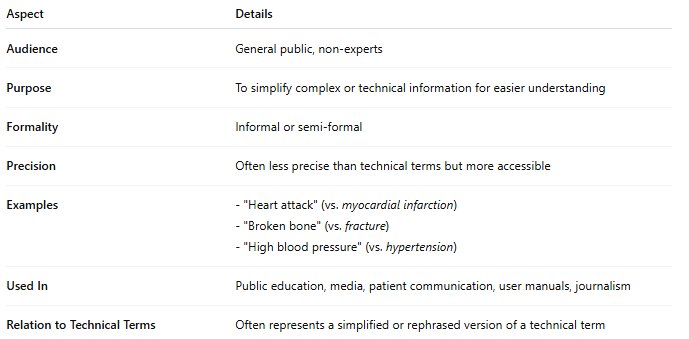 Aspect Details
Audience General public, non-experts
Purpose To simplify complex or technical information for easier understanding
Formality Informal or semi-formal
Precision Often less precise than technical terms but more accessible
Examples - "Heart attack" (vs. myocardial infarction)
- "Broken bone" (vs. fracture)
- "High blood pressure" (vs. hypertension)
Used In Public education, media, patient communication, user manuals, journalism
Relation to Technical Terms Often represents a simplified or rephrased version of a technical term